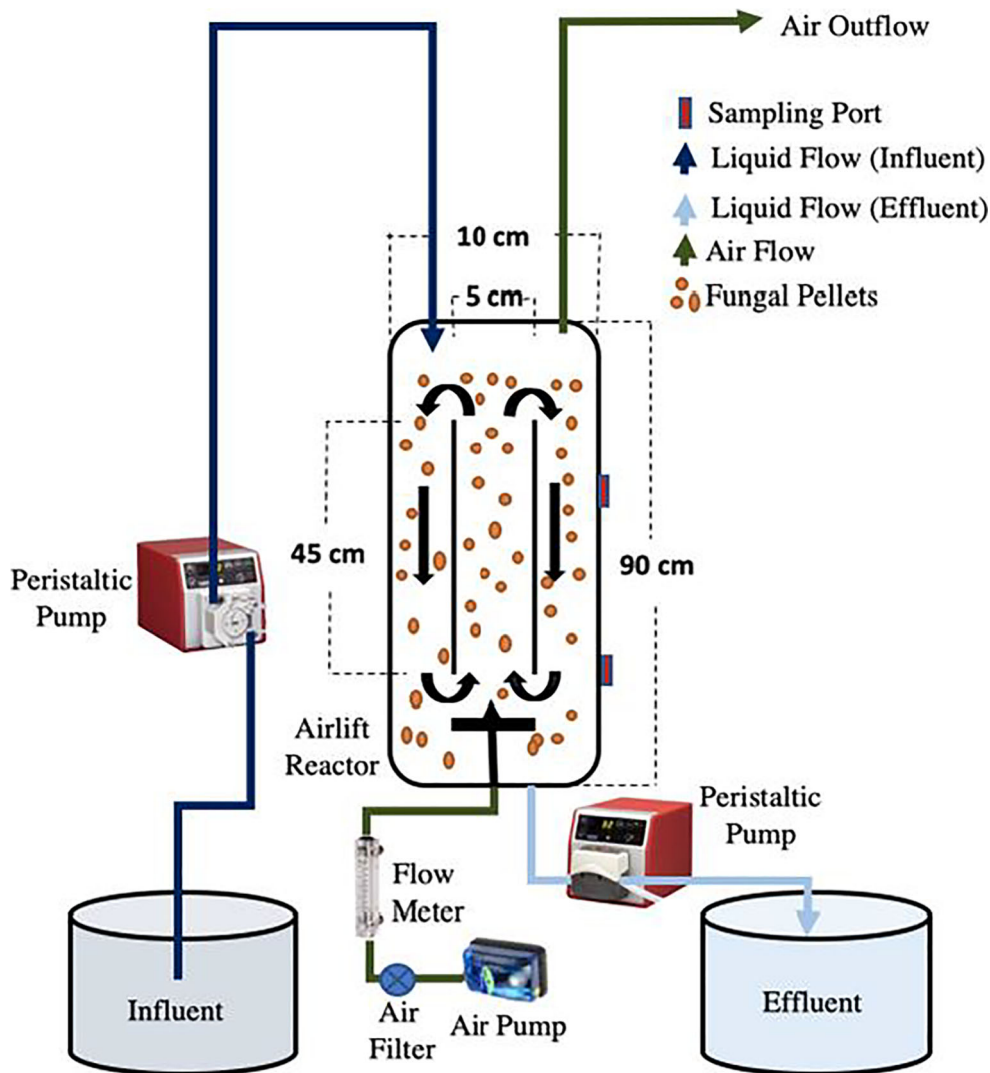 Air Outflow
Sampling Port
Liquid Flow (Influent)
Liquid Flow (Effluent)
Air Flow
Fungal Pellets
10 cm
5 cm
45 cm
90 cm
Peristaltic
Pump
Airlift
Reactor
Peristaltic
Pump
Flow
Meter
Air
Filter
Air Pump
Influent
Effluent